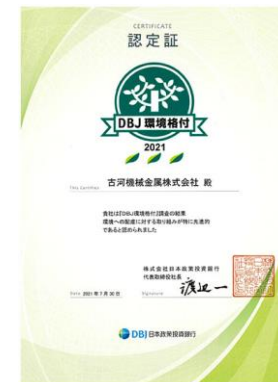 CERTIFICATE
認定証
DBJ 環境格付
2021
This Certifies
古河機械金属株式会社 殿
貴社は『DBJ環境格付』調査の結果
環境への配慮に対する取り組みが特に先進的
であると認められました
株式会社日本政策投資銀行
代表取締役社長
Date 2021年7月30日
Signature 渡辺一
DBJ 日本政策投資銀行